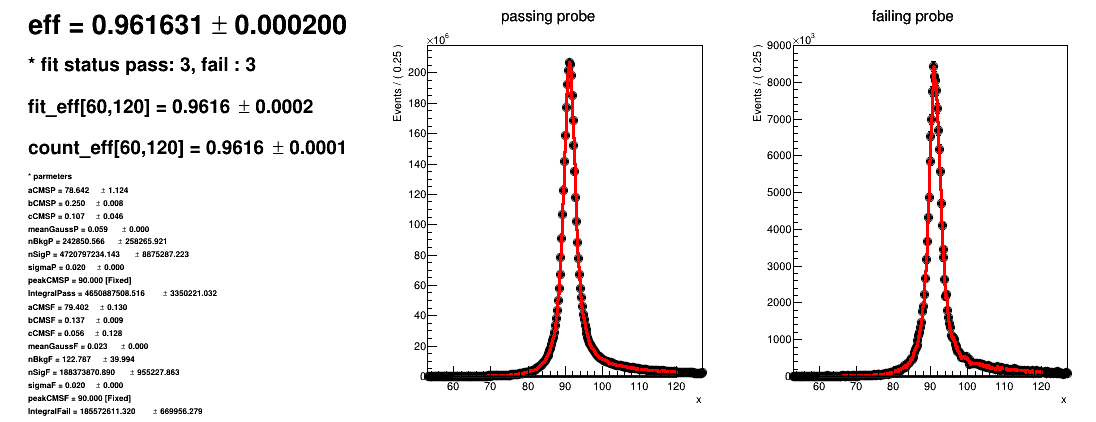 eff = 0.961631 ± 0.000200
* fit status pass: 3, fail : 3
fit_eff[60,120] = 0.9616 ± 0.0002
count_eff[60,120] = 0.9616 ± 0.0001
* parmeters
aCMSP = 78.642 ± 1.124
bCMSP = 0.250 ± 0.008
cCMSP = 0.107 ± 0.046
meanGaussP = 0.059 ± 0.000
nBkgP = 242850.566 ± 258265.921
nSigP = 4720797234.143 ± 8875287.223
sigmaP = 0.020 ± 0.000
peakCMSP = 90.000 [Fixed]
IntegralPass = 4650887508.516 ± 3350221.032
aCMSF = 79.402 ± 0.130
bCMSF = 0.137 ± 0.009
cCMSF = 0.056 ± 0.128
meanGaussF = 0.023 ± 0.000
nBkgF = 122.787 ± 39.994
nSigF = 188373870.890 ± 955227.863
sigmaF = 0.020 ± 0.000
peakCMSF = 90.000 [Fixed]
IntegralFail = 185572611.320 ± 669956.279
passing probe
×10⁶
Events / ( 0.25 )
200
180
160
140
120
100
80
60
40
20
0
60 70 80 90 100 110 120
x
failing probe
×10³
Events / ( 0.25 )
9000
8000
7000
6000
5000
4000
3000
2000
1000
0
60 70 80 90 100 110 120
x